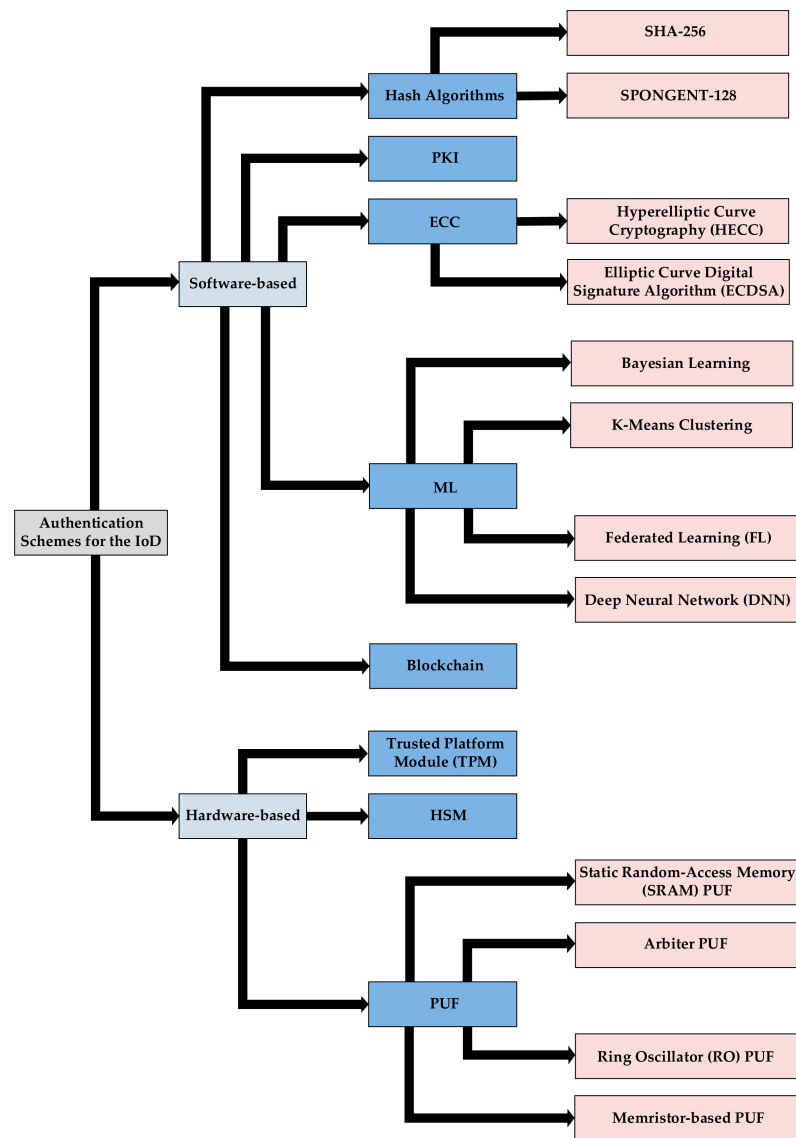 SHA-256
Hash Algorithms
SPONGENT-128
PKI
ECC
Hyperelliptic Curve
Cryptography (HECC)
Software-based
Elliptic Curve Digital
Signature Algorithm (ECDSA)
Bayesian Learning
K-Means Clustering
ML
Authentication
Schemes for the IoD
Federated Learning (FL)
Deep Neural Network (DNN)
Blockchain
Trusted Platform
Module (TPM)
Hardware-based
HSM
Static Random-Access Memory
(SRAM) PUF
Arbiter PUF
PUF
Ring Oscillator (RO) PUF
Memristor-based PUF